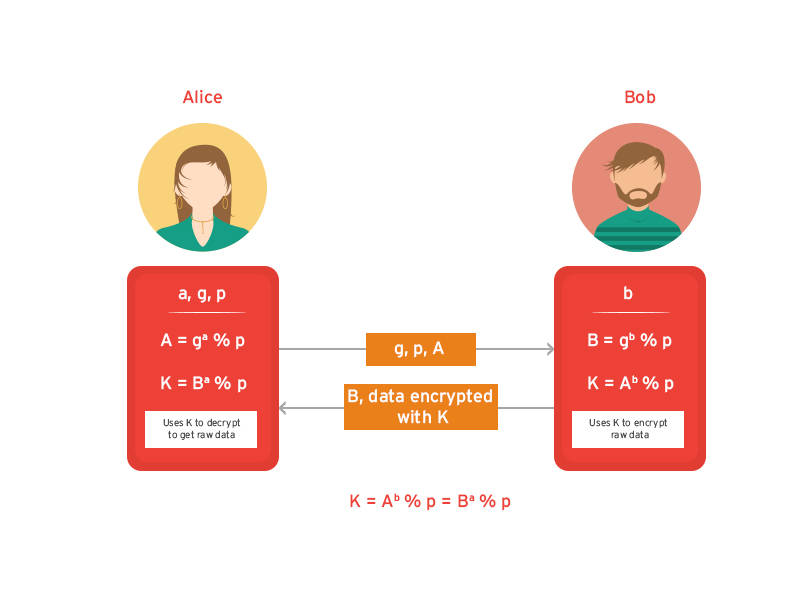 Alice
Bob
a, g, p
A = gᵃ % p
K = Bᵃ % p
Uses K to decrypt
to get raw data
g, p, A
B, data encrypted
with K
b
B = gᵇ % p
K = Aᵇ % p
Uses K to encrypt
raw data
K = Aᵇ % p = Bᵃ % p